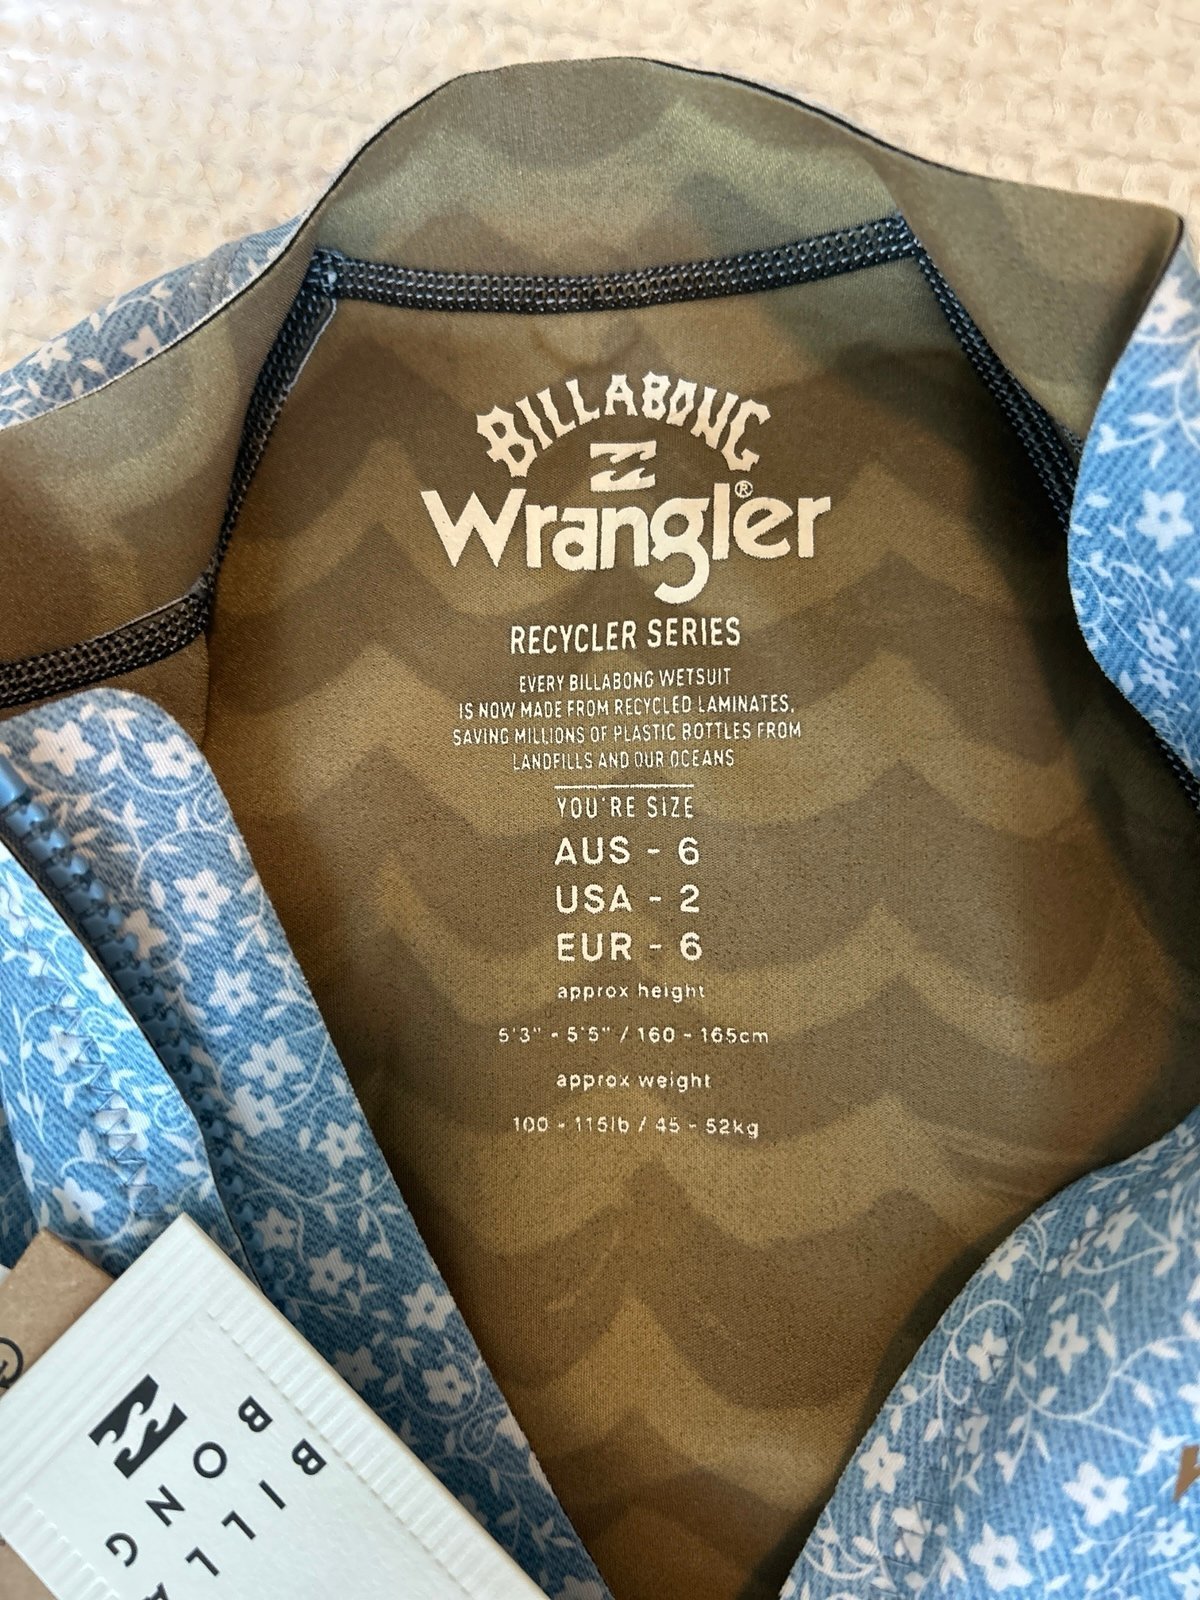 BILLABONG
Wrangler®
RECYCLER SERIES
EVERY BILLABONG WETSUIT
IS NOW MADE FROM RECYCLED LAMINATES,
SAVING MILLIONS OF PLASTIC BOTTLES FROM
LANDFILLS AND OUR OCEANS
YOU'RE SIZE
AUS - 6
USA - 2
EUR - 6
approx height
5'3" - 5'5" / 160 - 165cm
approx weight
100 - 115lb / 45 - 52kg
BILLA
BONG